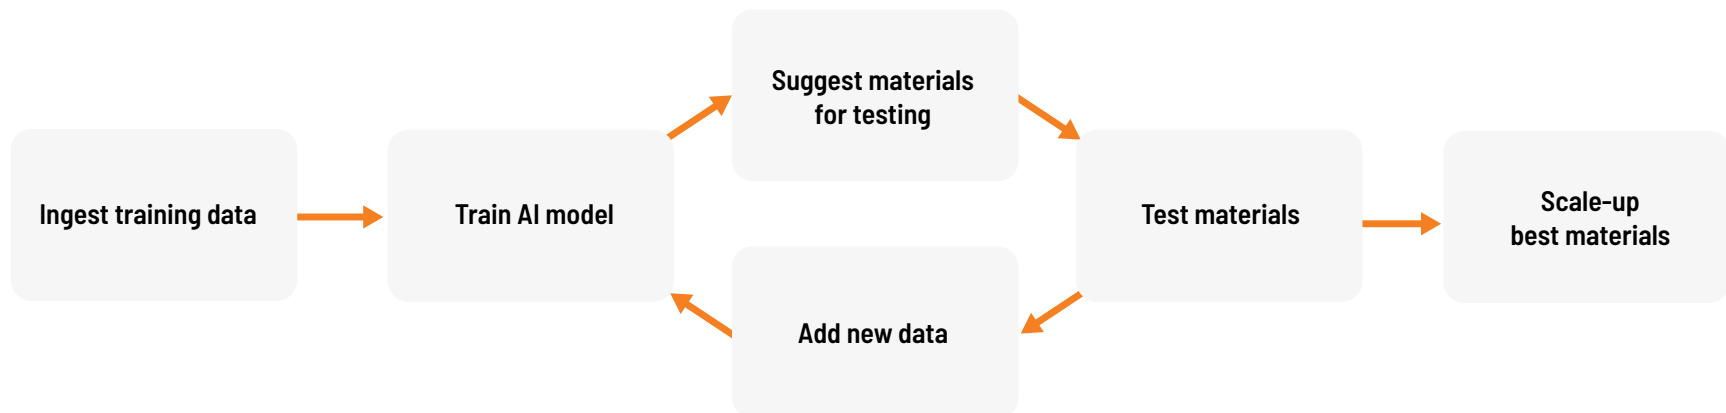 Ingest training data
Train AI model
Suggest materials
for testing
Add new data
Test materials
Scale-up
best materials